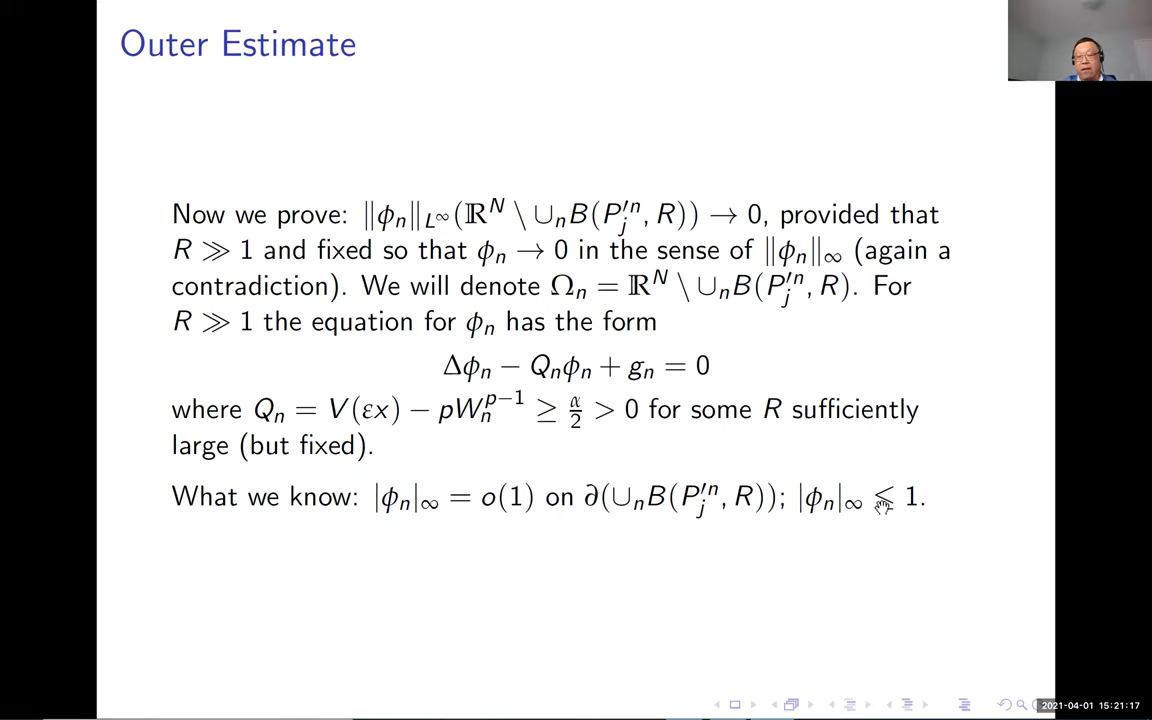 Outer Estimate
Now we prove: ‖ϕₙ‖_{L^∞}(ℝ^N \ ∪ₙB(P′ⱼⁿ, R)) → 0, provided that
R ≫ 1 and fixed so that ϕₙ → 0 in the sense of ‖ϕₙ‖_∞ (again a
contradiction). We will denote Ωₙ = ℝ^N \ ∪ₙB(P′ⱼⁿ, R). For
R ≫ 1 the equation for ϕₙ has the form
Δϕₙ − Qₙϕₙ + gₙ = 0
where Qₙ = V(εx) − pWₙ^{p−1} ≥ α/2 > 0 for some R sufficiently
large (but fixed).
What we know: |ϕₙ|_∞ = o(1) on ∂(∪ₙB(P′ⱼⁿ, R)); |ϕₙ|_∞ ⩽ 1.
2021-04-01 15:21:17